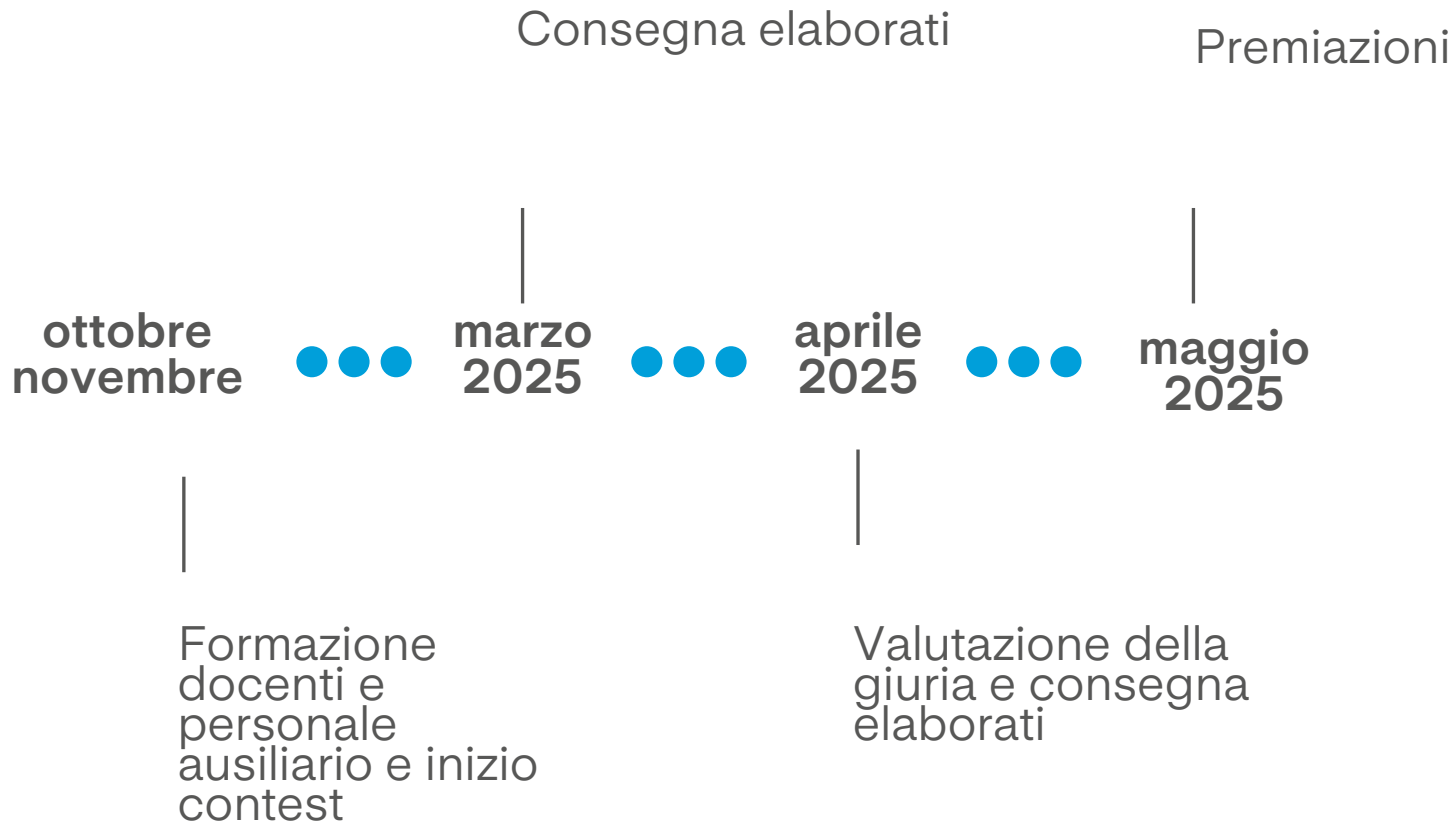 Consegna elaborati
Premiazioni
ottobre
novembre
marzo
2025
aprile
2025
maggio
2025
Formazione
docenti e
personale
ausiliario e inizio
contest
Valutazione della
giuria e consegna
elaborati